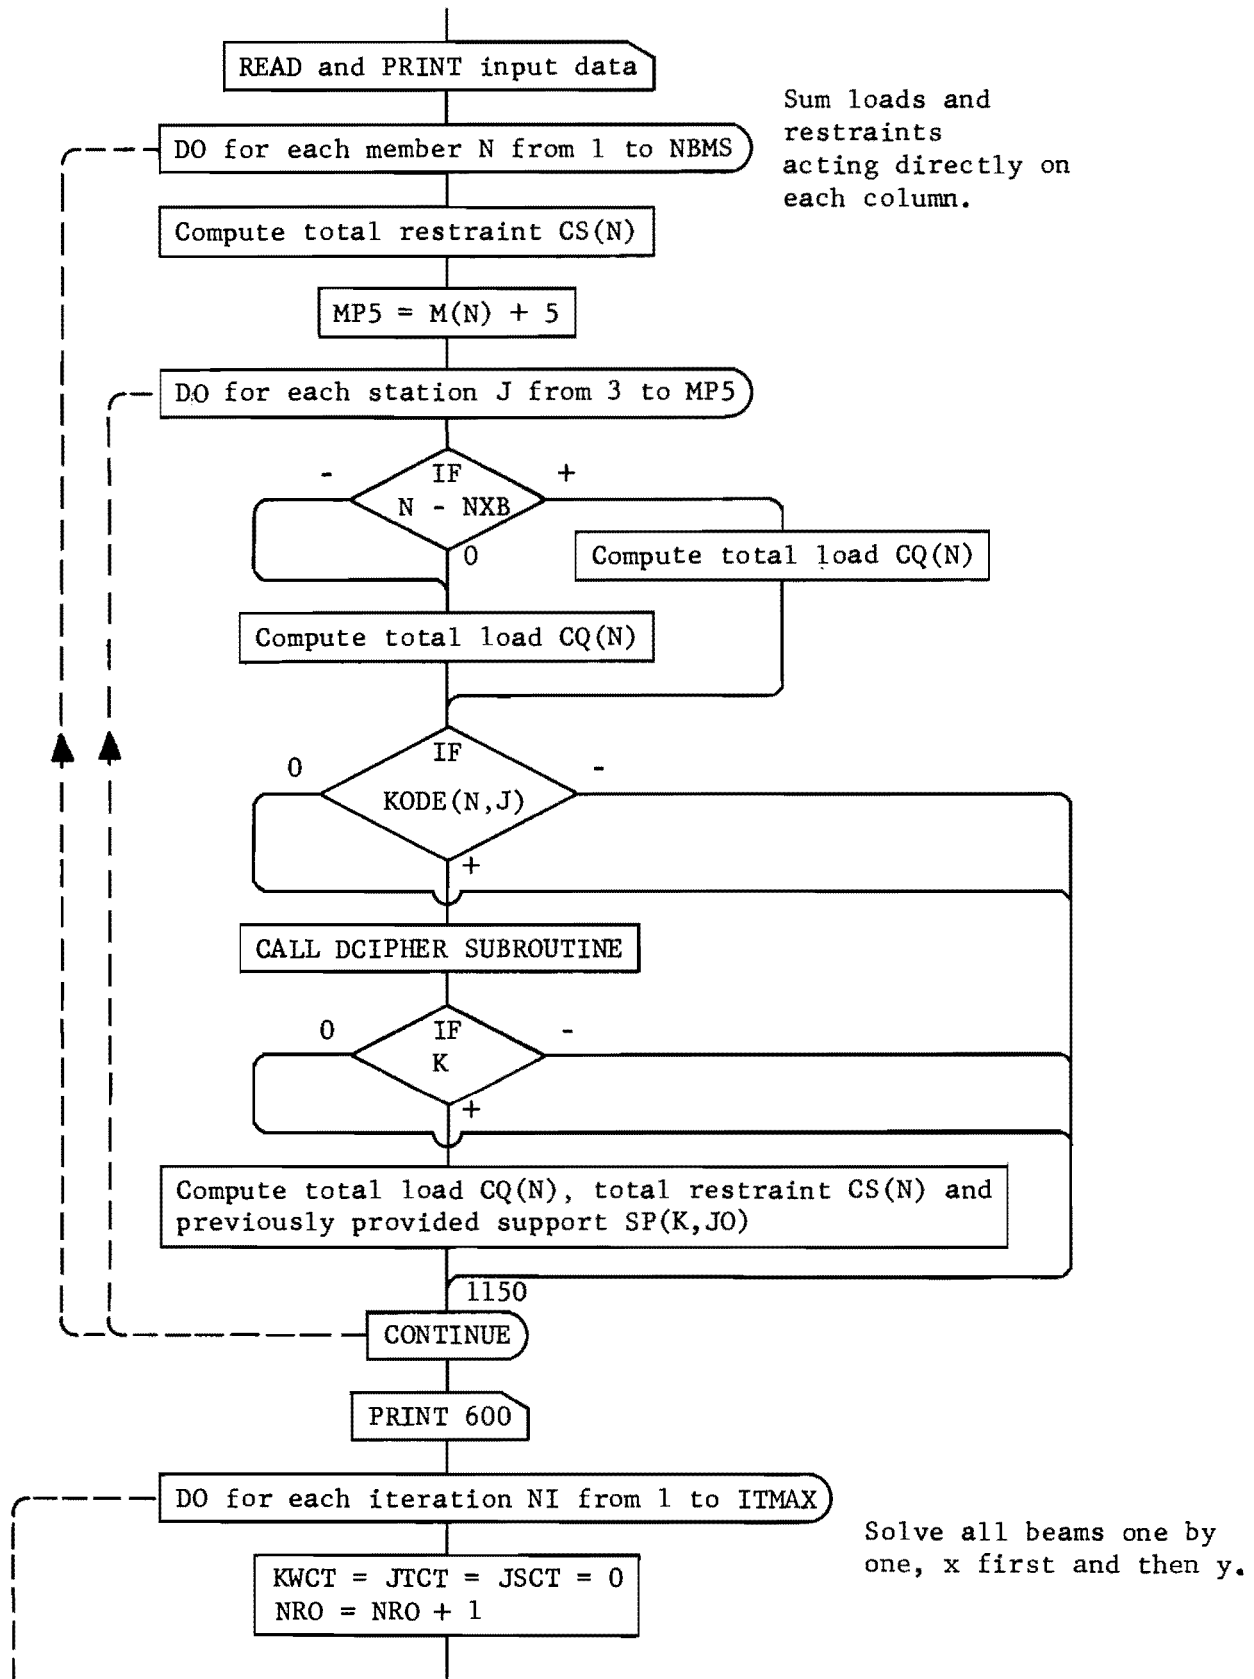 READ and PRINT input data
Sum loads and
restraints
acting directly on
each column.
DO for each member N from 1 to NBMS
Compute total restraint CS(N)
MP5 = M(N) + 5
DO for each station J from 3 to MP5
-
IF
N - NXB
+
0
Compute total load CQ(N)
Compute total load CQ(N)
0
IF
KODE(N,J)
-
+
CALL DCIPHER SUBROUTINE
0
IF
K
-
+
Compute total load CQ(N), total restraint CS(N) and
previously provided support SP(K,JO)
1150
CONTINUE
PRINT 600
DO for each iteration NI from 1 to ITMAX
Solve all beams one by
one, x first and then y.
KWCT = JTCT = JSCT = 0
NRO = NRO + 1